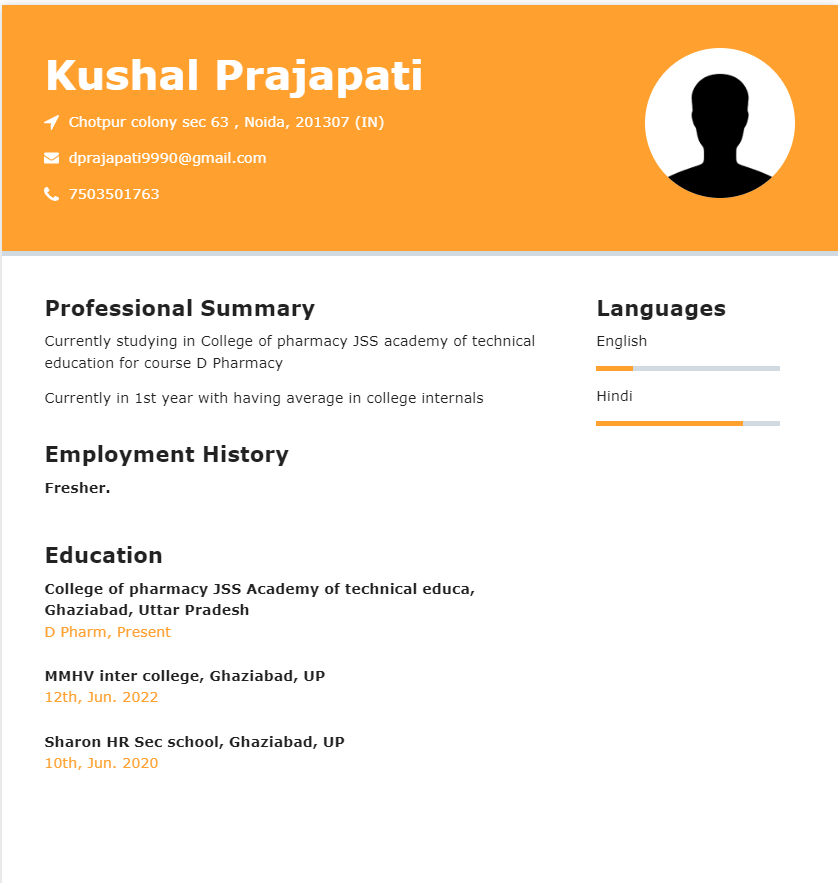 Kushal Prajapati
Chotpur colony sec 63 , Noida, 201307 (IN)
dprajapati9990@gmail.com
7503501763
Professional Summary
Currently studying in College of pharmacy JSS academy of technical
education for course D Pharmacy
Currently in 1st year with having average in college internals
Employment History
Fresher.
Education
College of pharmacy JSS Academy of technical educa,
Ghaziabad, Uttar Pradesh
D Pharm, Present
MMHV inter college, Ghaziabad, UP
12th, Jun. 2022
Sharon HR Sec school, Ghaziabad, UP
10th, Jun. 2020
Languages
English
Hindi